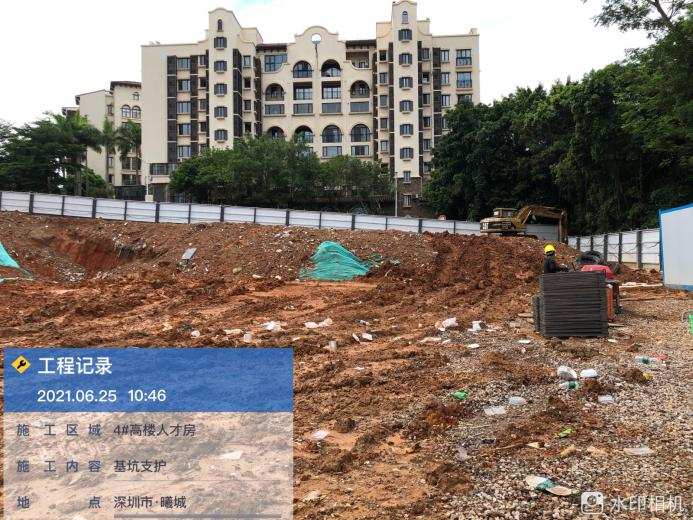 工程记录
2021.06.25 10:46
施工区域 4#高楼人才房
施工内容 基坑支护
地点 深圳市·曦城
水印相机